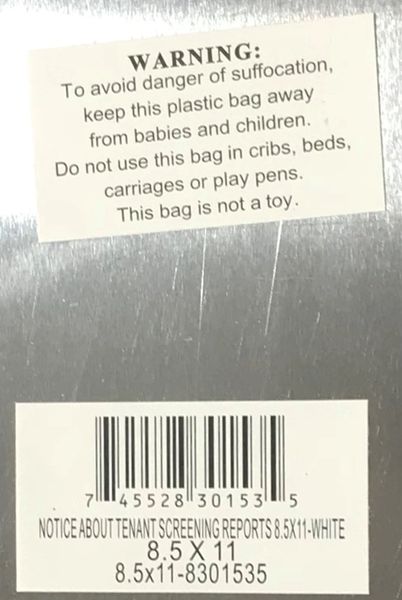 WARNING:
To avoid danger of suffocation,
keep this plastic bag away
from babies and children.
Do not use this bag in cribs, beds,
carriages or play pens.
This bag is not a toy.
7 45528 30153 5
NOTICE ABOUT TENANT SCREENING REPORTS 8.5X11-WHITE
8.5 X 11
8.5x11-8301535